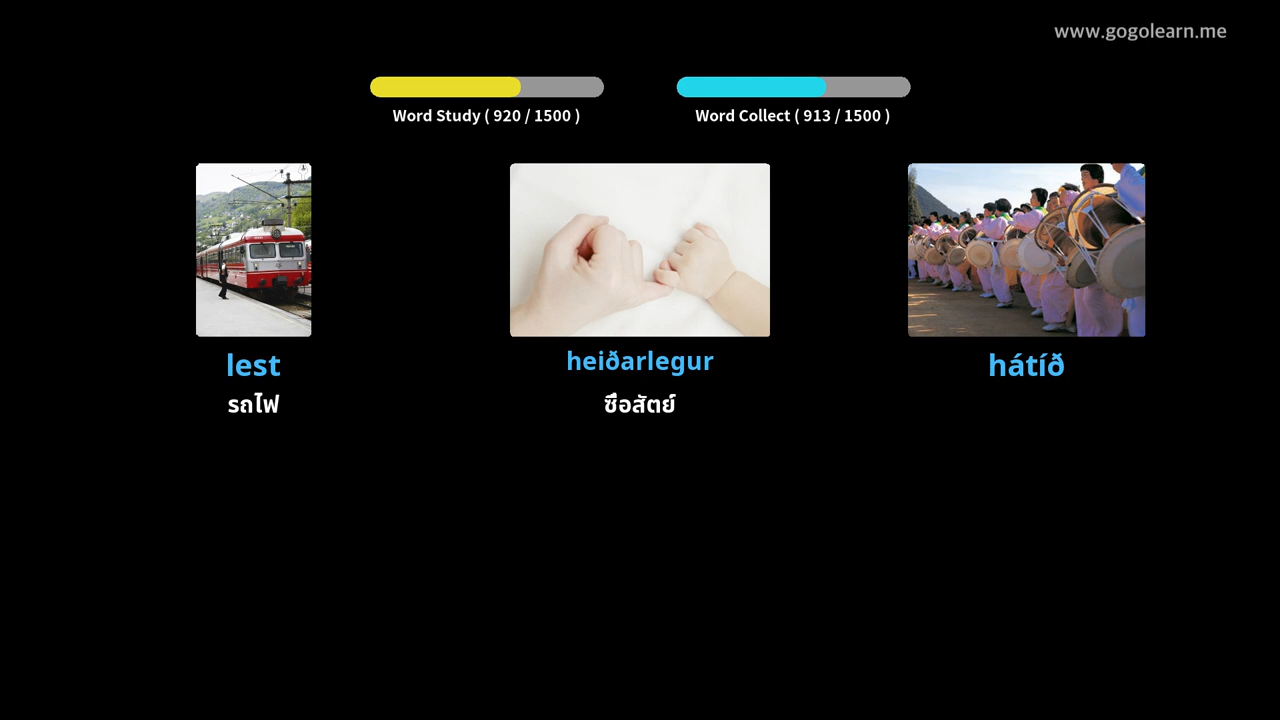 www.gogolearn.me
Word Study ( 920 / 1500 )
Word Collect ( 913 / 1500 )
lest
รถไฟ
heiðarlegur
ซื่อสัตย์
hátíð